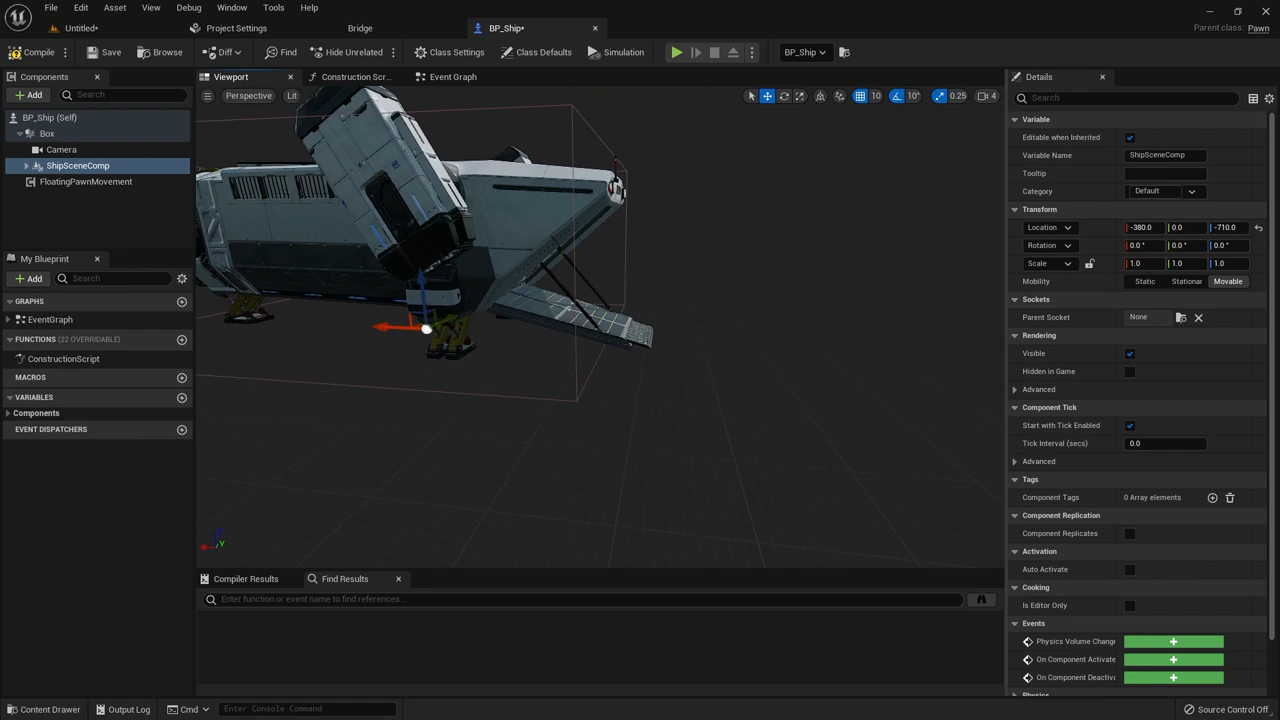 File Edit Asset View Debug Window Tools Help
Untitled* Project Settings Bridge BP_Ship*
Parent class: Pawn
Compile Save Browse Diff Find Hide Unrelated Class Settings Class Defaults Simulation BP_Ship
Components
Add Search
BP_Ship (Self)
Box
Camera
ShipSceneComp
FloatingPawnMovement
My Blueprint
Add Search
GRAPHS
EventGraph
FUNCTIONS (22 OVERRIDABLE)
ConstructionScript
MACROS
VARIABLES
Components
EVENT DISPATCHERS
Viewport Construction Scr... Event Graph
Perspective Lit 10 10° 0.25 4
Z
Y
Compiler Results Find Results
Enter function or event name to find references...
Details
Search
Variable
Editable when Inherited
Variable Name ShipSceneComp
Tooltip
Category Default
Transform
Location -380.0 0.0 -710.0
Rotation 0.0 ° 0.0 ° 0.0 °
Scale 1.0 1.0 1.0
Mobility Static Stationar Movable
Sockets
Parent Socket None
Rendering
Visible
Hidden in Game
Advanced
Component Tick
Start with Tick Enabled
Tick Interval (secs) 0.0
Advanced
Tags
Component Tags 0 Array elements
Component Replication
Component Replicates
Activation
Auto Activate
Cooking
Is Editor Only
Events
Physics Volume Change
On Component Activate
On Component Deactiva
Physics
Content Drawer Output Log Cmd Enter Console Command Source Control Off